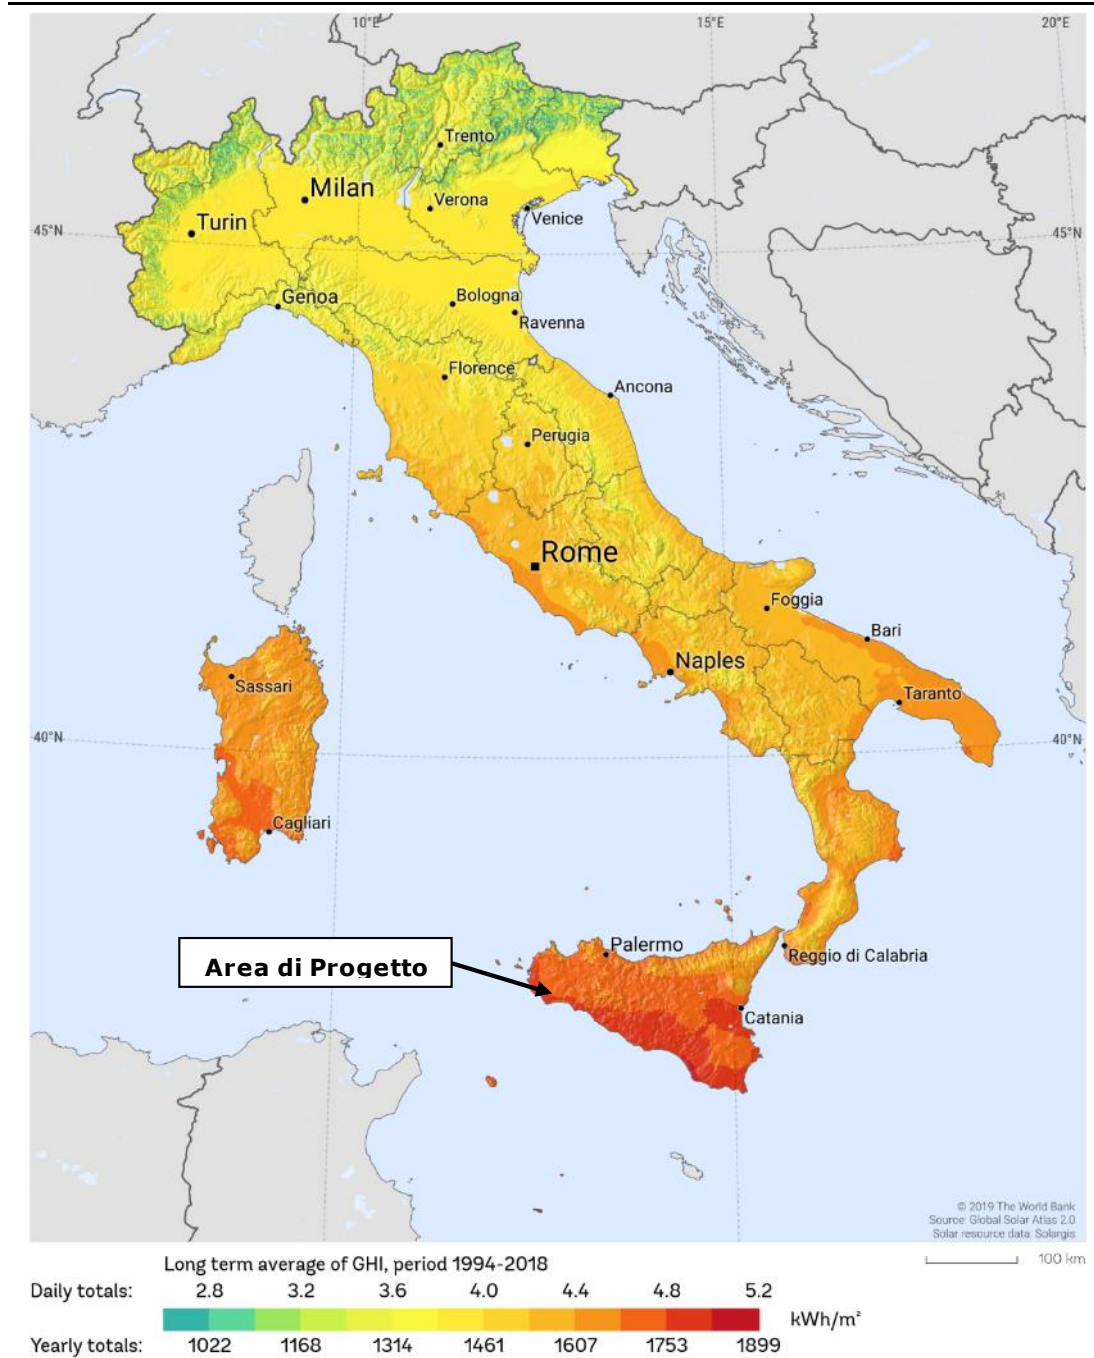 10°E 15°E 20°E
Trento
Milan
Verona
Venice
Turin
45°N 45°N
Genoa
Bologna
Ravenna
Florence
Ancona
Perugia
Rome
Foggia
Bari
Naples
Sassari
Taranto
40°N 40°N
Cagliari
Palermo
Reggio di Calabria
Area di Progetto
Catania
© 2019 The World Bank
Source: Global Solar Atlas 2.0
Solar resource data: Solargis
100 km
Long term average of GHI, period 1994-2018
Daily totals: 2.8 3.2 3.6 4.0 4.4 4.8 5.2
kWh/m²
Yearly totals: 1022 1168 1314 1461 1607 1753 1899